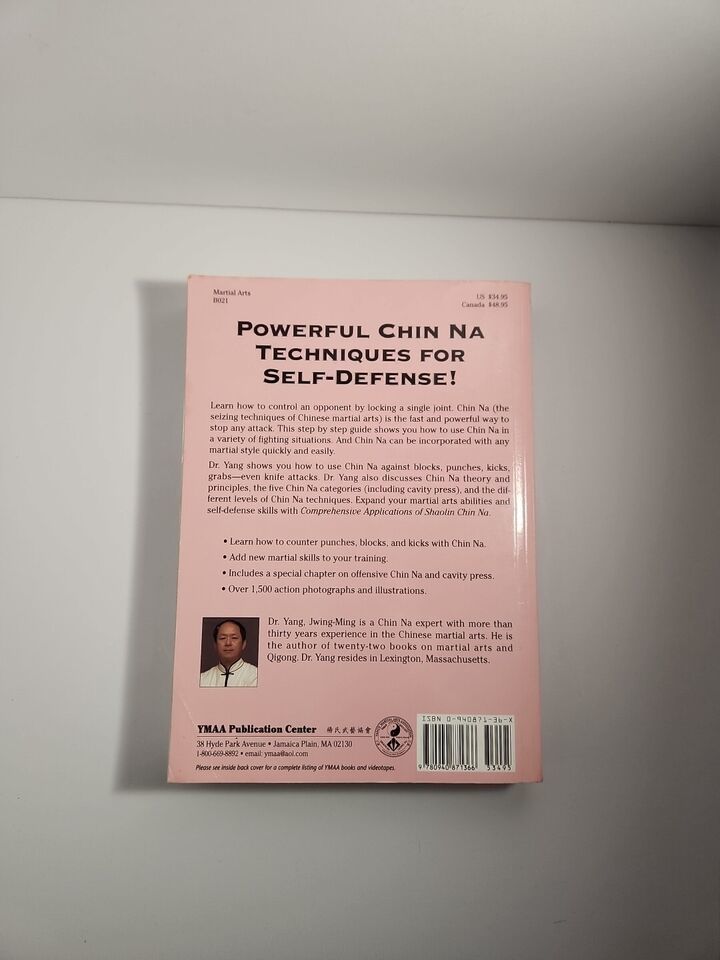 Martial Arts
B021
US $34.95
Canada $48.95
POWERFUL CHIN NA
TECHNIQUES FOR
SELF-DEFENSE!
Learn how to control an opponent by locking a single joint. Chin Na (the
seizing techniques of Chinese martial arts) is the fast and powerful way to
stop any attack. This step by step guide shows you how to use Chin Na in
a variety of fighting situations. And Chin Na can be incorporated with any
martial style quickly and easily.
Dr. Yang shows you how to use Chin Na against blocks, punches, kicks,
grabs—even knife attacks. Dr. Yang also discusses Chin Na theory and
principles, the five Chin Na categories (including cavity press), and the dif-
ferent levels of Chin Na techniques. Expand your martial arts abilities and
self-defense skills with Comprehensive Applications of Shaolin Chin Na.
• Learn how to counter punches, blocks, and kicks with Chin Na.
• Add new martial skills to your training.
• Includes a special chapter on offensive Chin Na and cavity press.
• Over 1,500 action photographs and illustrations.
Dr. Yang, Jwing-Ming is a Chin Na expert with more than
thirty years experience in the Chinese martial arts. He is
the author of twenty-two books on martial arts and
Qigong. Dr. Yang resides in Lexington, Massachusetts.
YMAA Publication Center 楊氏武藝協會
38 Hyde Park Avenue • Jamaica Plain, MA 02130
1-800-669-8892 • email: ymaa@aol.com
Please see inside back cover for a complete listing of YMAA books and videotapes.
ISBN 0-940871-36-X
9 780940 871366
53495